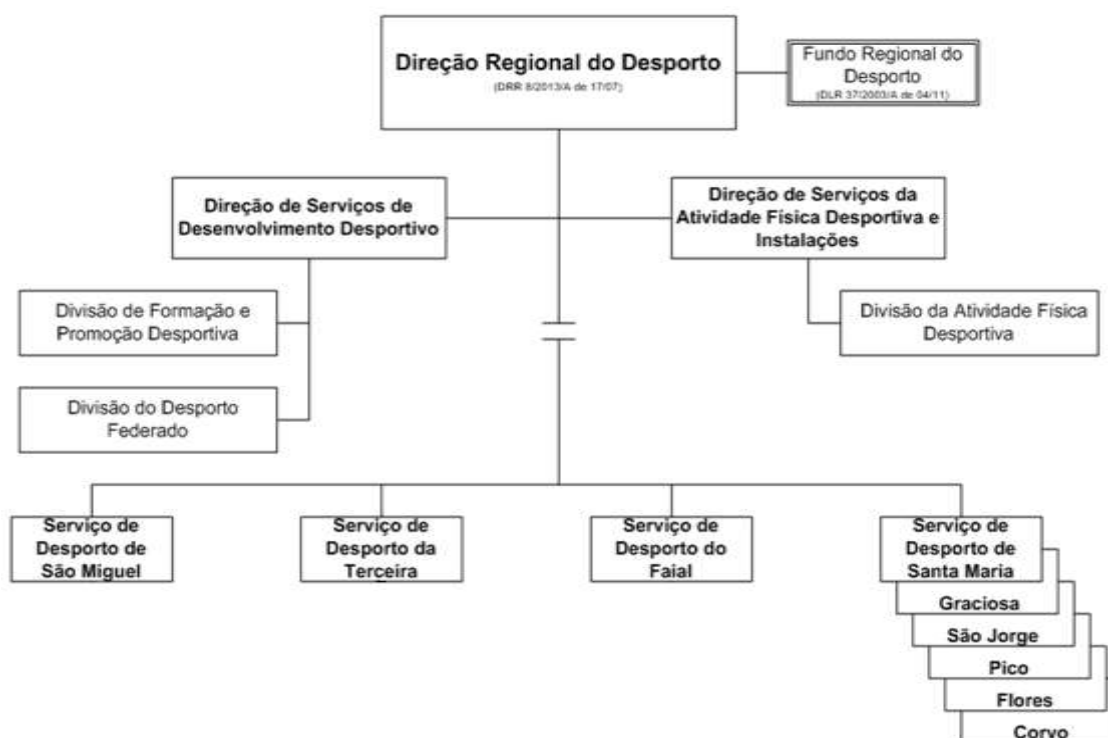 Direção Regional do Desporto
(DRR 8/2013/A de 17/07)
Fundo Regional do
Desporto
(DLR 37/2003/A de 04/11)
Direção de Serviços de
Desenvolvimento Desportivo
Direção de Serviços da
Atividade Física Desportiva e
Instalações
Divisão de Formação e
Promoção Desportiva
Divisão da Atividade Física
Desportiva
Divisão do Desporto
Federado
Serviço de
Desporto de
São Miguel
Serviço de
Desporto da
Terceira
Serviço de
Desporto do
Faial
Serviço de
Desporto de
Santa Maria
Graciosa
São Jorge
Pico
Flores
Corvo